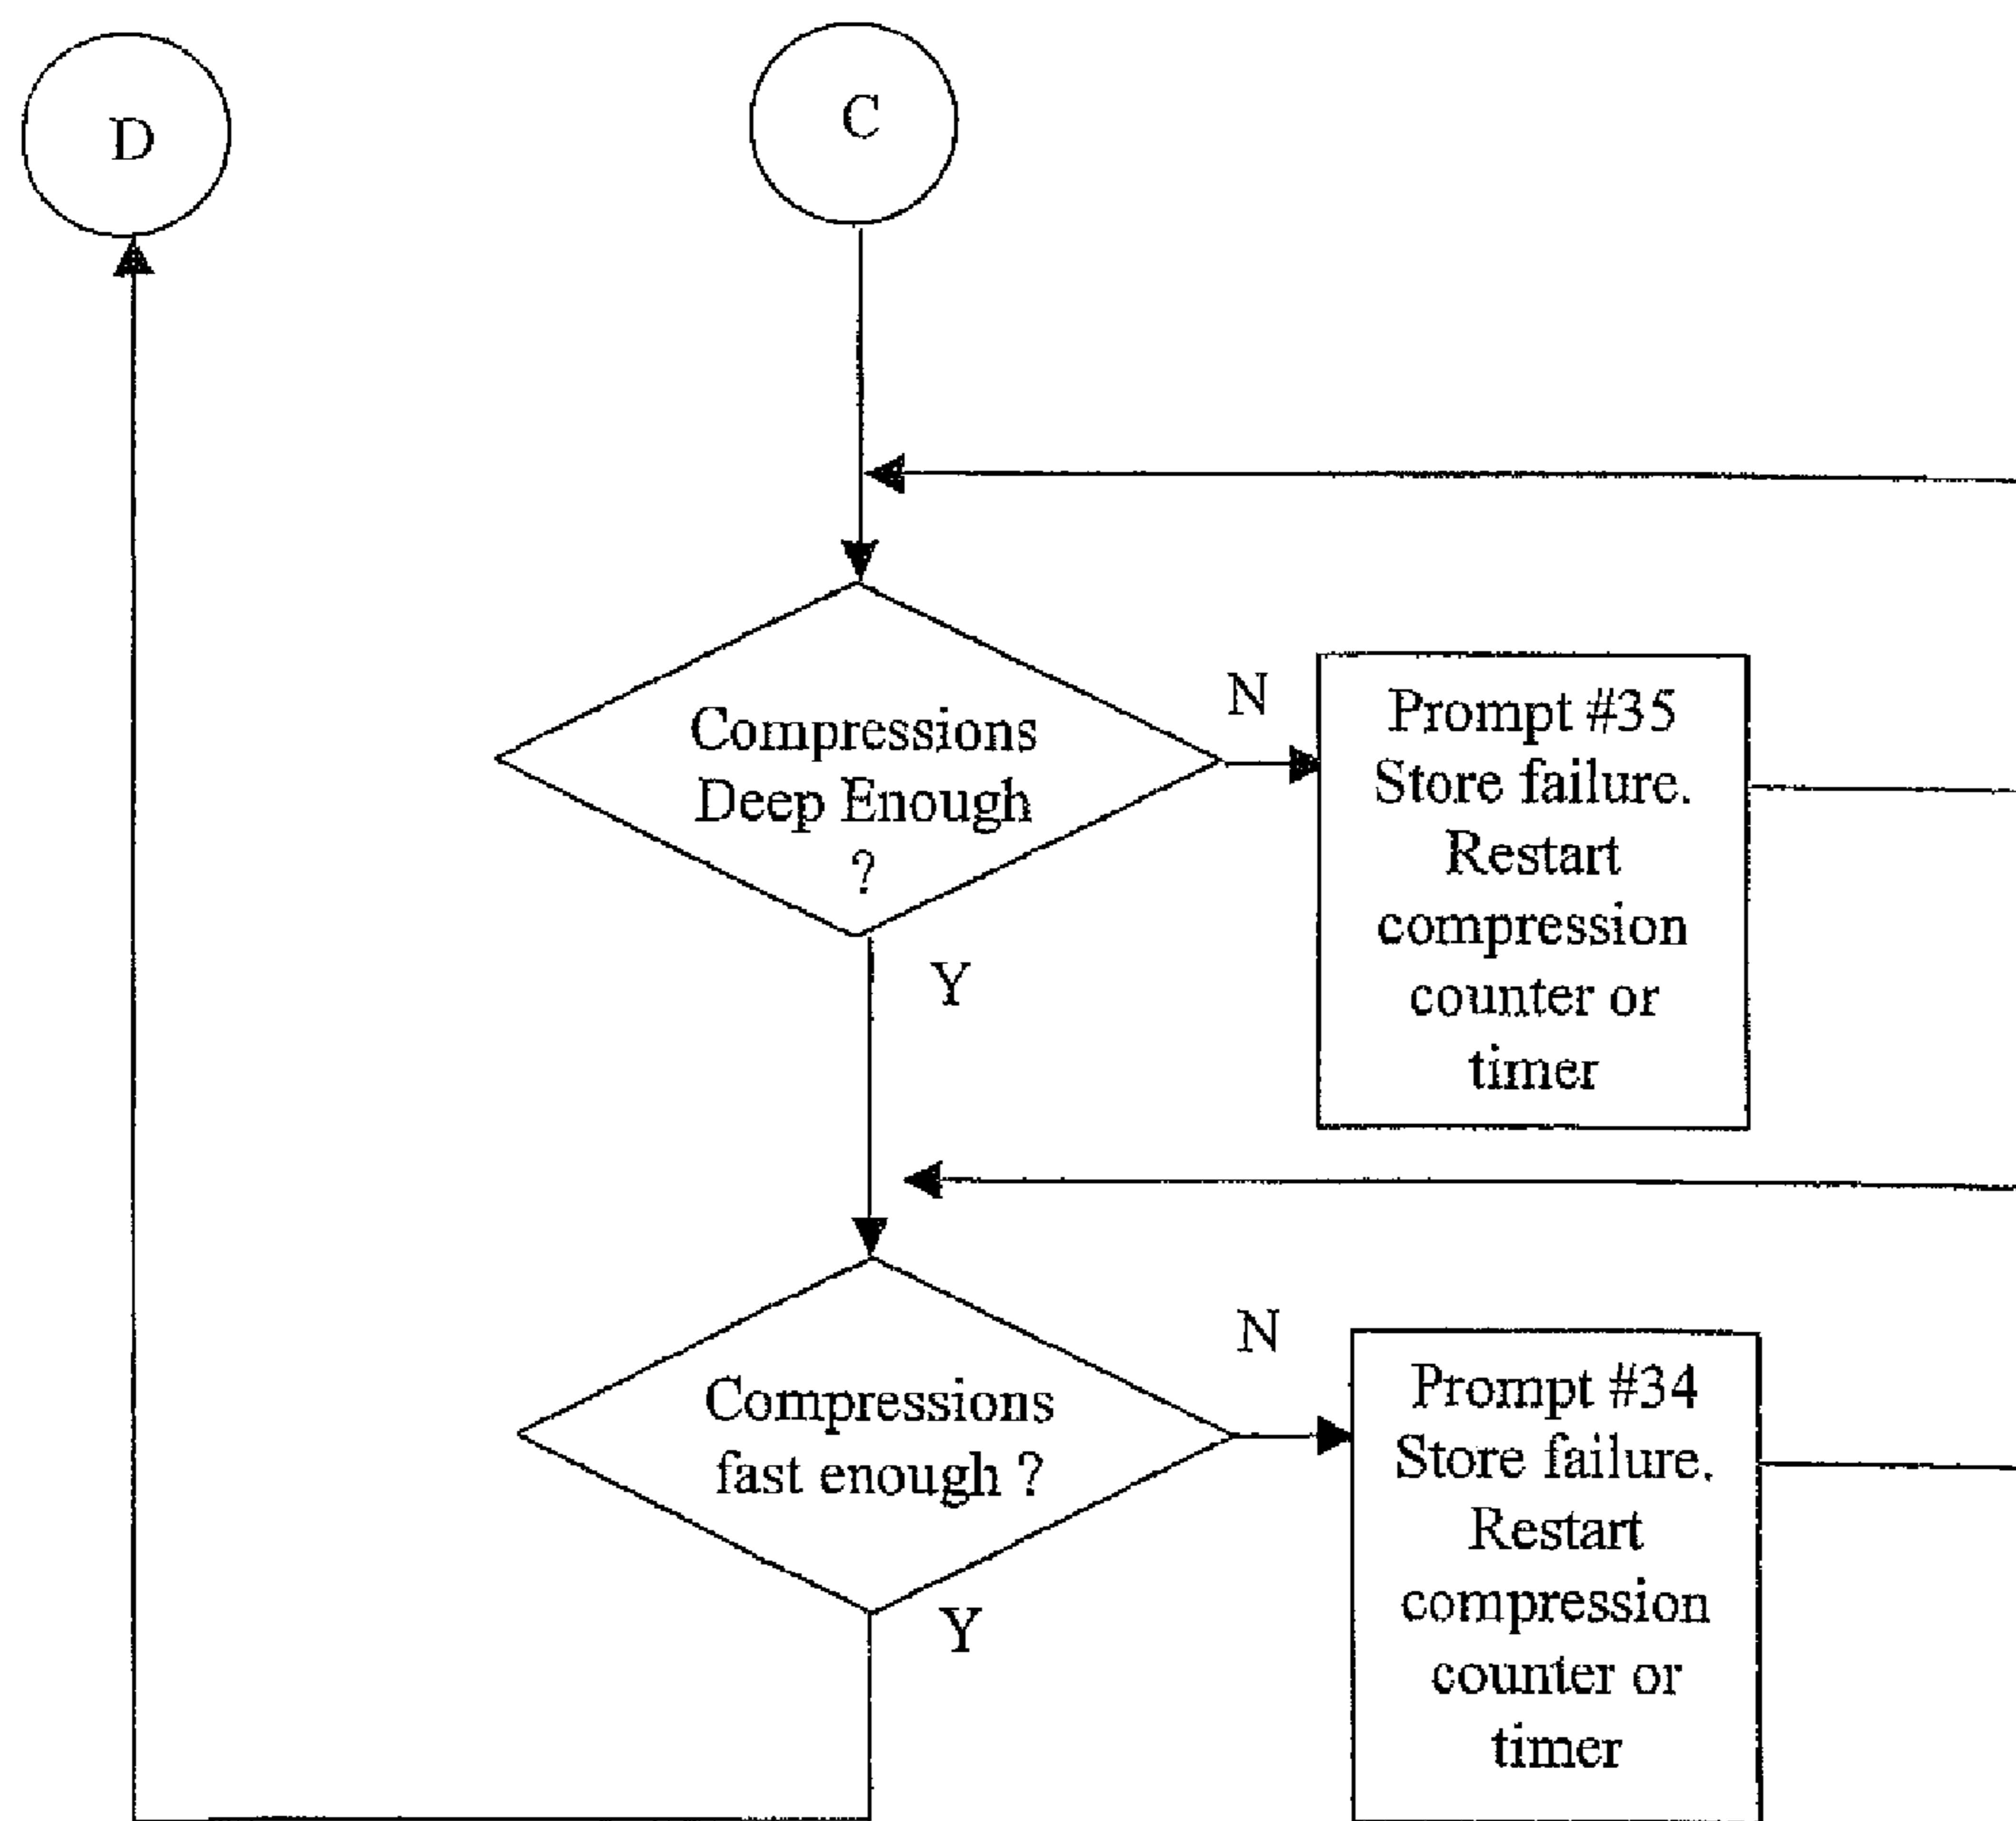 D
C
Compressions
Deep Enough
?
N
Prompt #35
Store failure.
Restart
compression
counter or
timer
Y
Compressions
fast enough ?
N
Prompt #34
Store failure.
Restart
compression
counter or
timer
Y